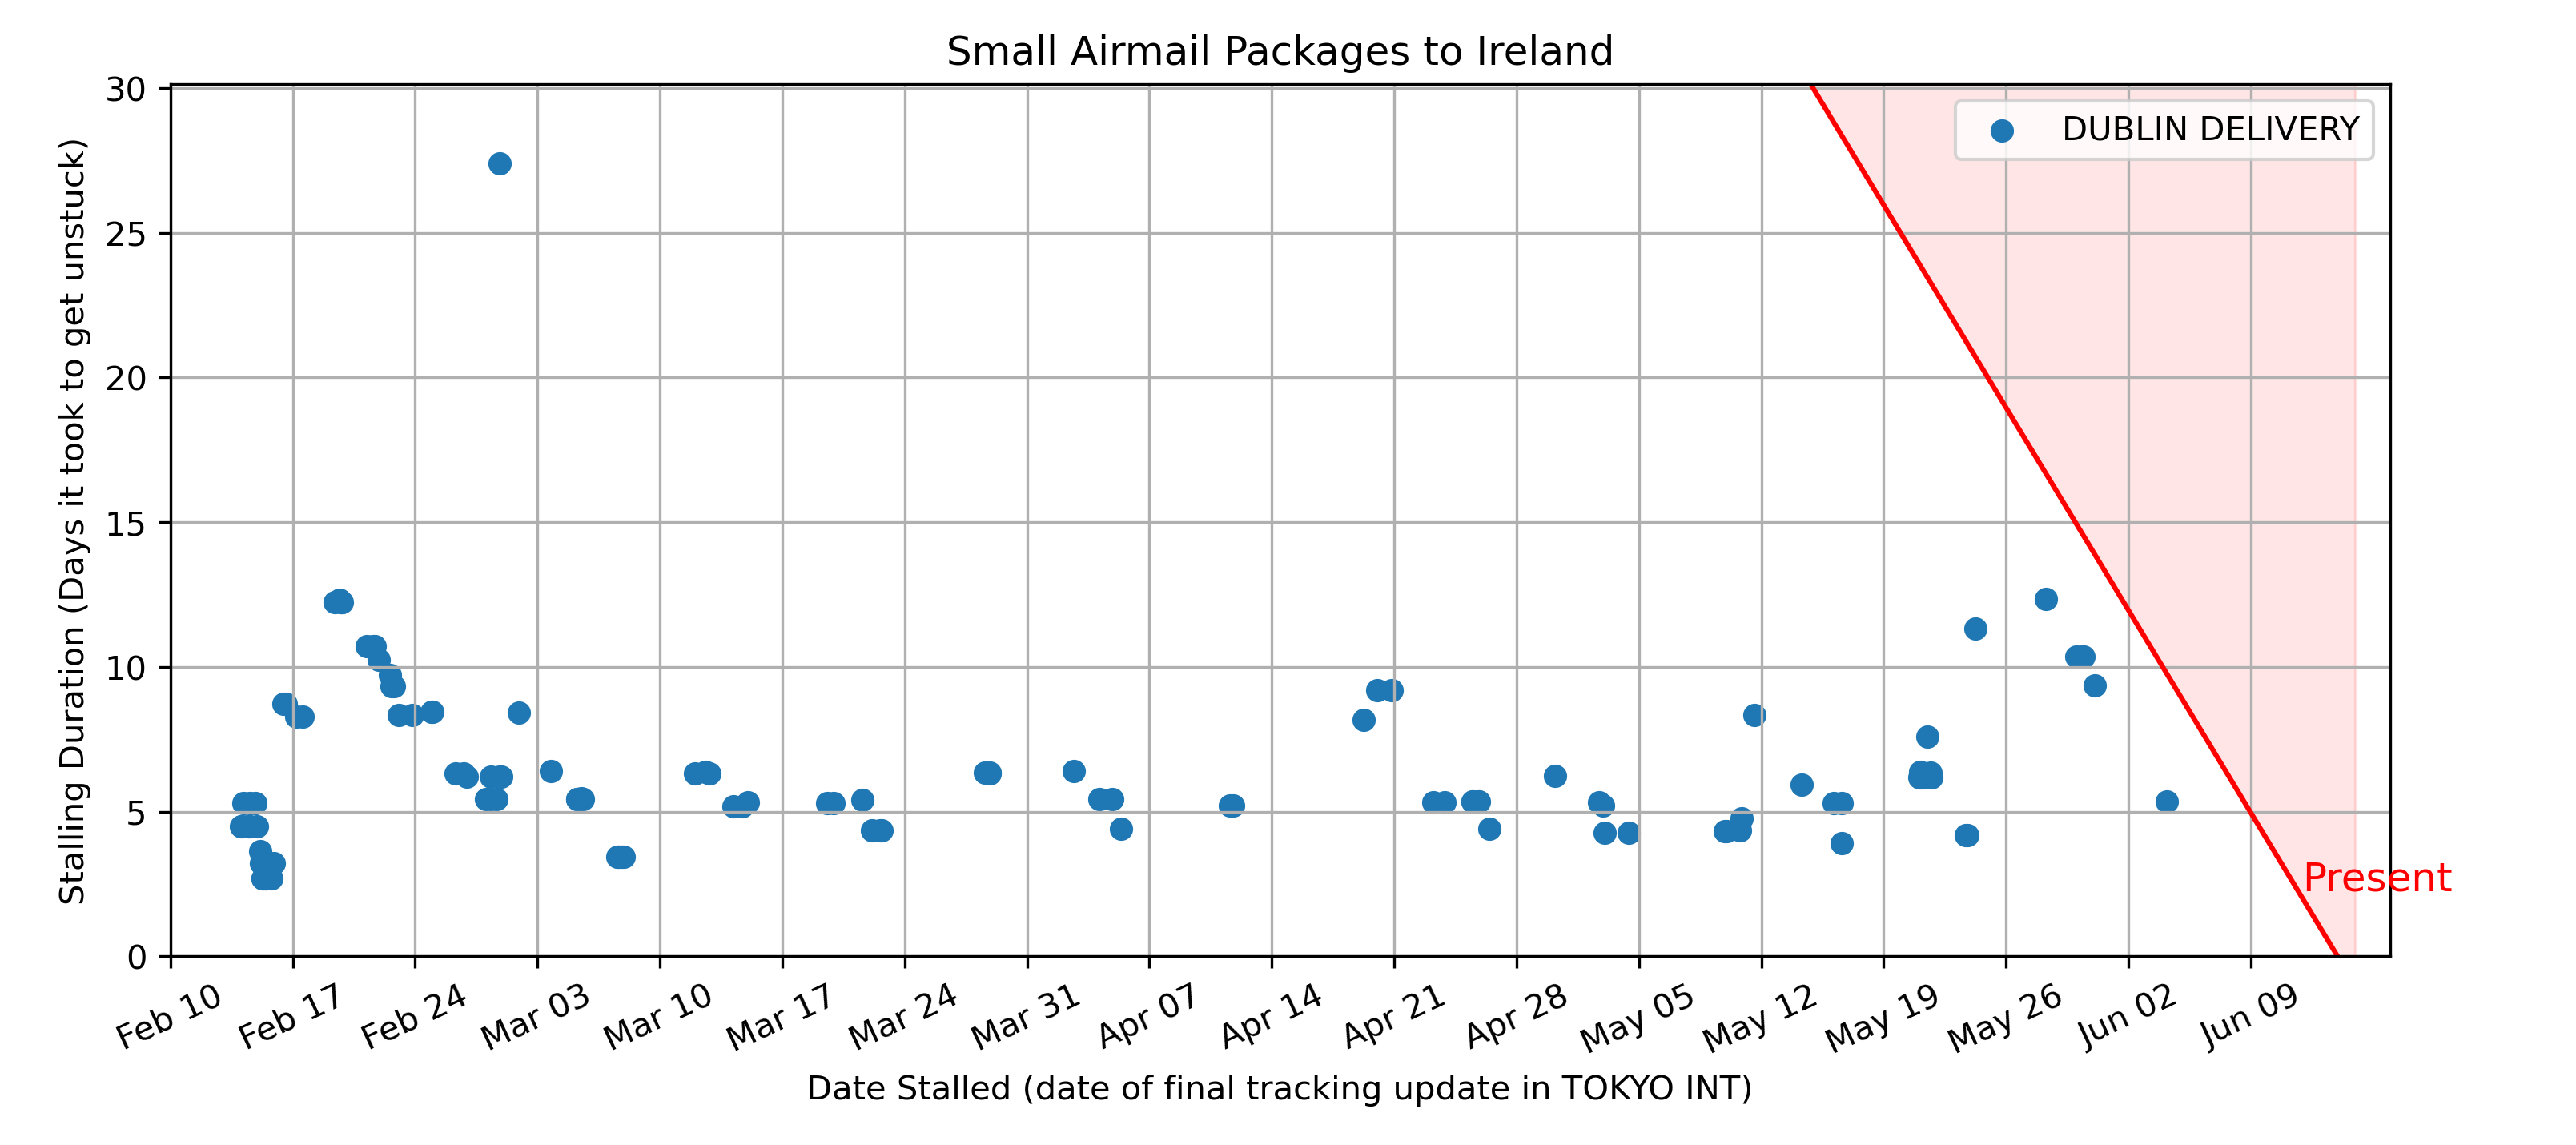 Small Airmail Packages to Ireland
DUBLIN DELIVERY
Stalling Duration (Days it took to get unstuck)
30
25
20
15
10
5
0
Present
Feb 10
Feb 17
Feb 24
Mar 03
Mar 10
Mar 17
Mar 24
Mar 31
Apr 07
Apr 14
Apr 21
Apr 28
May 05
May 12
May 19
May 26
Jun 02
Jun 09
Date Stalled (date of final tracking update in TOKYO INT)